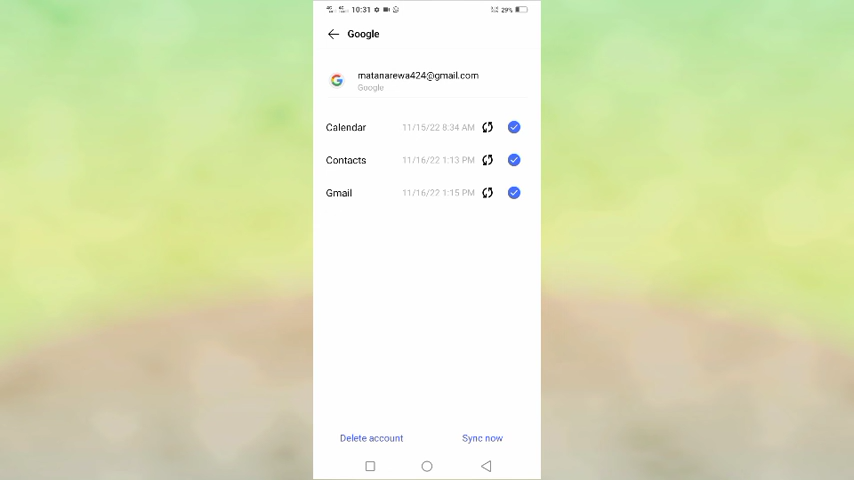 10:31
29%
Google
matanarewa424@gmail.com
Google
Calendar 11/15/22 8:34 AM
Contacts 11/16/22 1:13 PM
Gmail 11/16/22 1:15 PM
Delete account Sync now